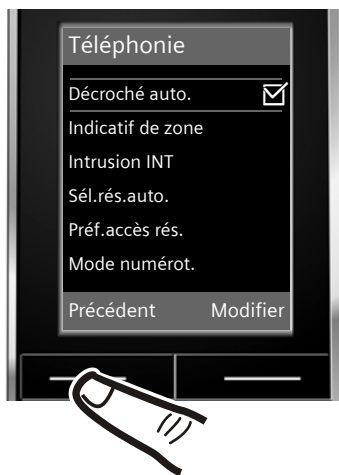 Téléphonie
Décroché auto.
Indicatif de zone
Intrusion INT
Sél.rés.auto.
Préf.accès rés.
Mode numérot.
Précédent Modifier